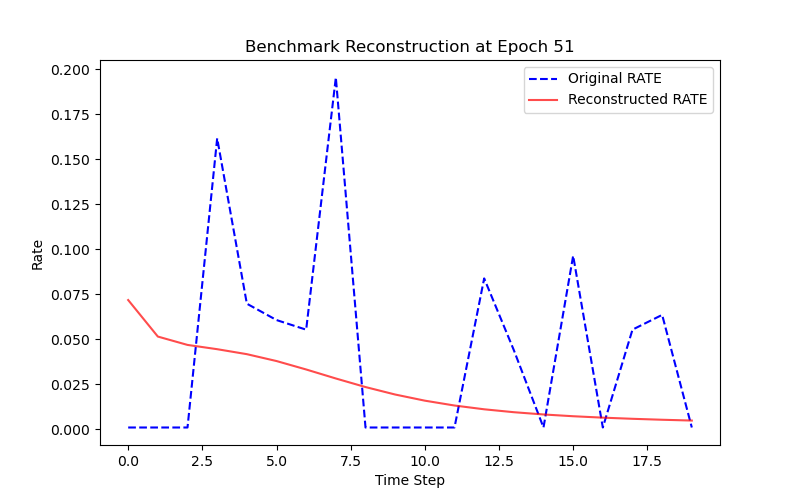 Benchmark Reconstruction at Epoch 51
Original RATE
Reconstructed RATE
Rate
0.200
0.175
0.150
0.125
0.100
0.075
0.050
0.025
0.000
0.0 2.5 5.0 7.5 10.0 12.5 15.0 17.5
Time Step